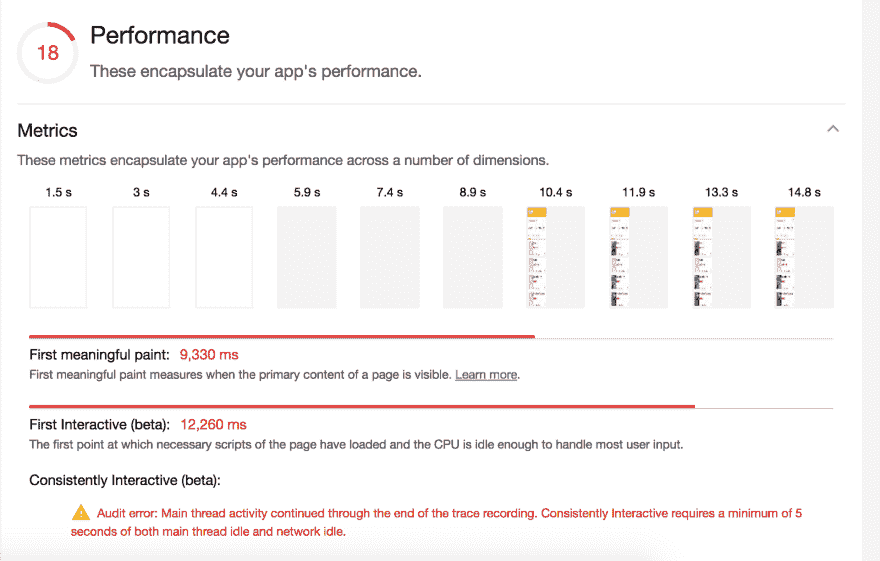 18
Performance
These encapsulate your app's performance.
Metrics
These metrics encapsulate your app's performance across a number of dimensions.
1.5 s 3 s 4.4 s 5.9 s 7.4 s 8.9 s 10.4 s 11.9 s 13.3 s 14.8 s
First meaningful paint: 9,330 ms
First meaningful paint measures when the primary content of a page is visible. Learn more.
First Interactive (beta): 12,260 ms
The first point at which necessary scripts of the page have loaded and the CPU is idle enough to handle most user input.
Consistently Interactive (beta):
Audit error: Main thread activity continued through the end of the trace recording. Consistently Interactive requires a minimum of 5
seconds of both main thread idle and network idle.